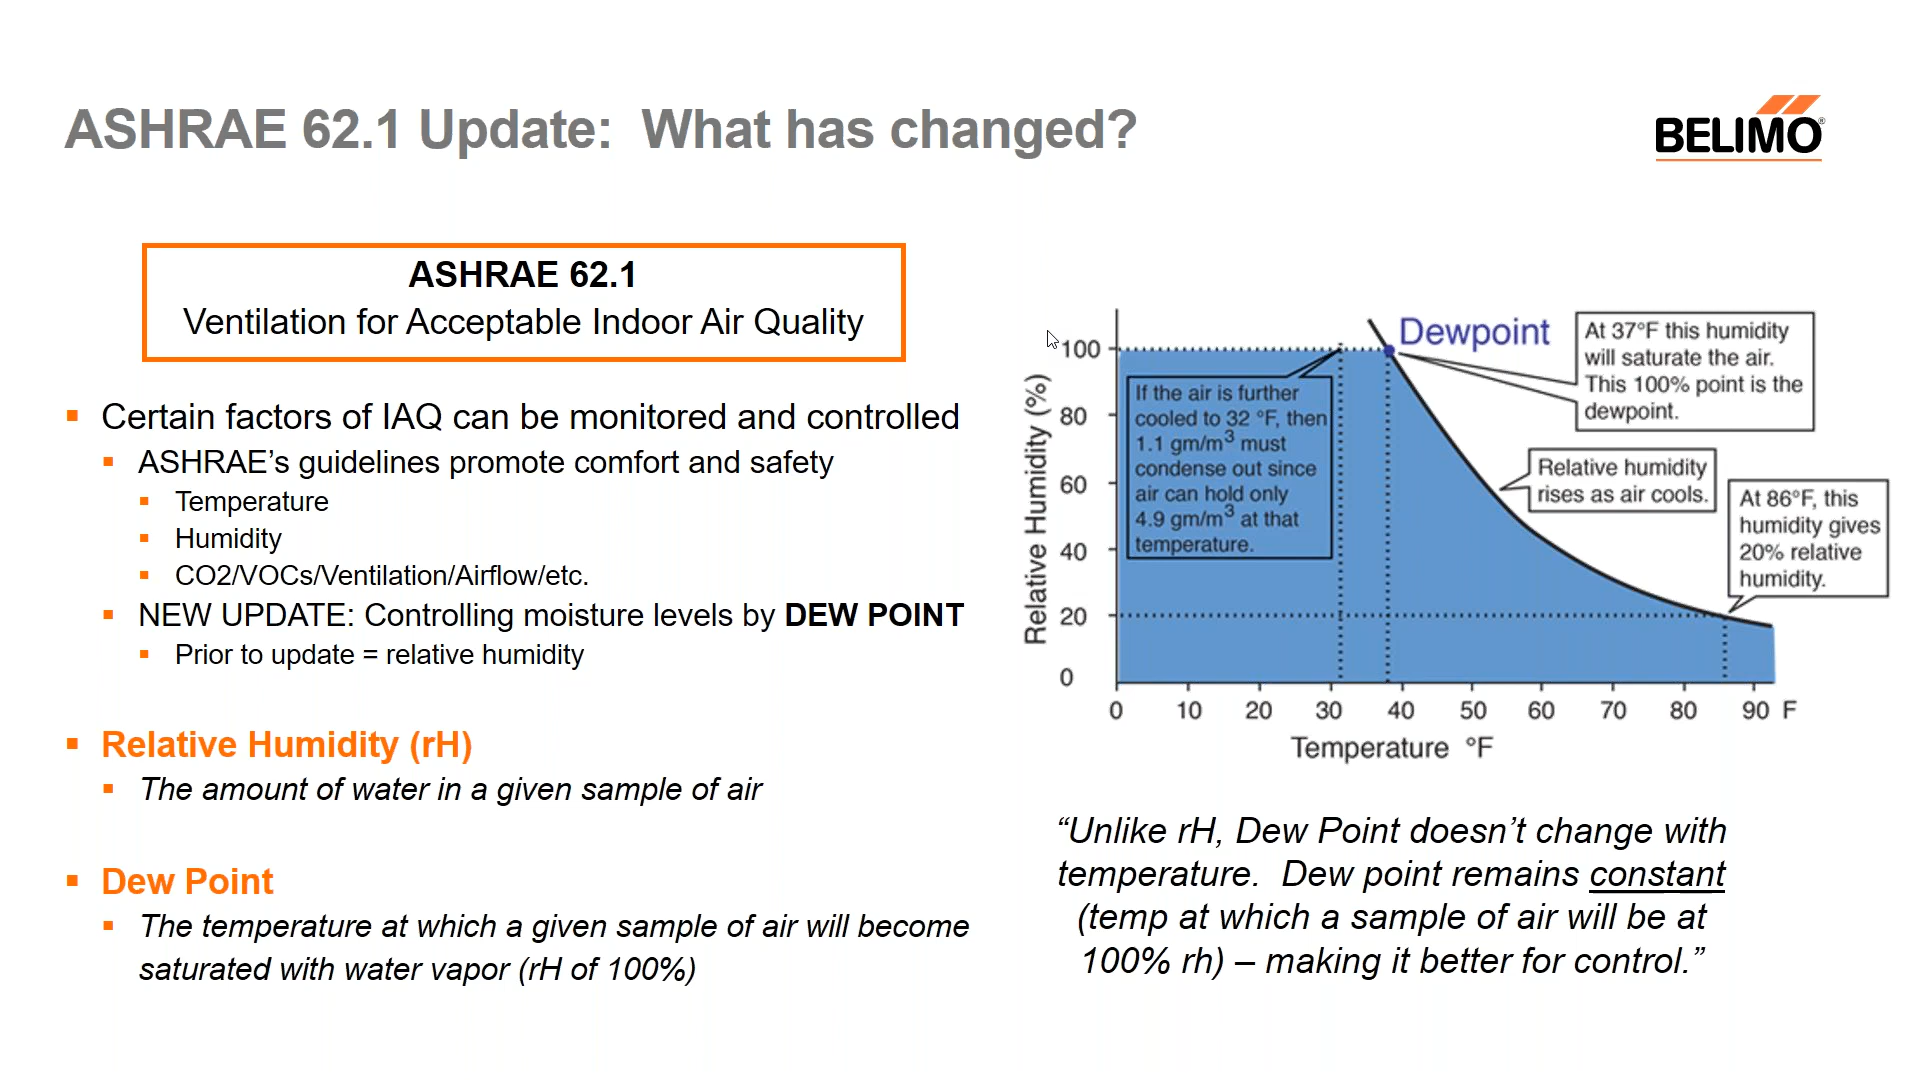 ASHRAE 62.1 Update:  What has changed?
BELIMO®
ASHRAE 62.1
Ventilation for Acceptable Indoor Air Quality
Certain factors of IAQ can be monitored and controlled
ASHRAE’s guidelines promote comfort and safety
Temperature
Humidity
CO2/VOCs/Ventilation/Airflow/etc.
NEW UPDATE: Controlling moisture levels by DEW POINT
Prior to update = relative humidity
Relative Humidity (rH)
The amount of water in a given sample of air
Dew Point
The temperature at which a given sample of air will become
saturated with water vapor (rH of 100%)
Relative Humidity (%)
100
80
60
40
20
0
Dewpoint
At 37°F this humidity
will saturate the air.
This 100% point is the
dewpoint.
If the air is further
cooled to 32 °F, then
1.1 gm/m³ must
condense out since
air can hold only
4.9 gm/m³ at that
temperature.
Relative humidity
rises as air cools.
At 86°F, this
humidity gives
20% relative
humidity.
0 10 20 30 40 50 60 70 80 90 F
Temperature °F
“Unlike rH, Dew Point doesn’t change with
temperature.  Dew point remains constant
(temp at which a sample of air will be at
100% rh) – making it better for control.”